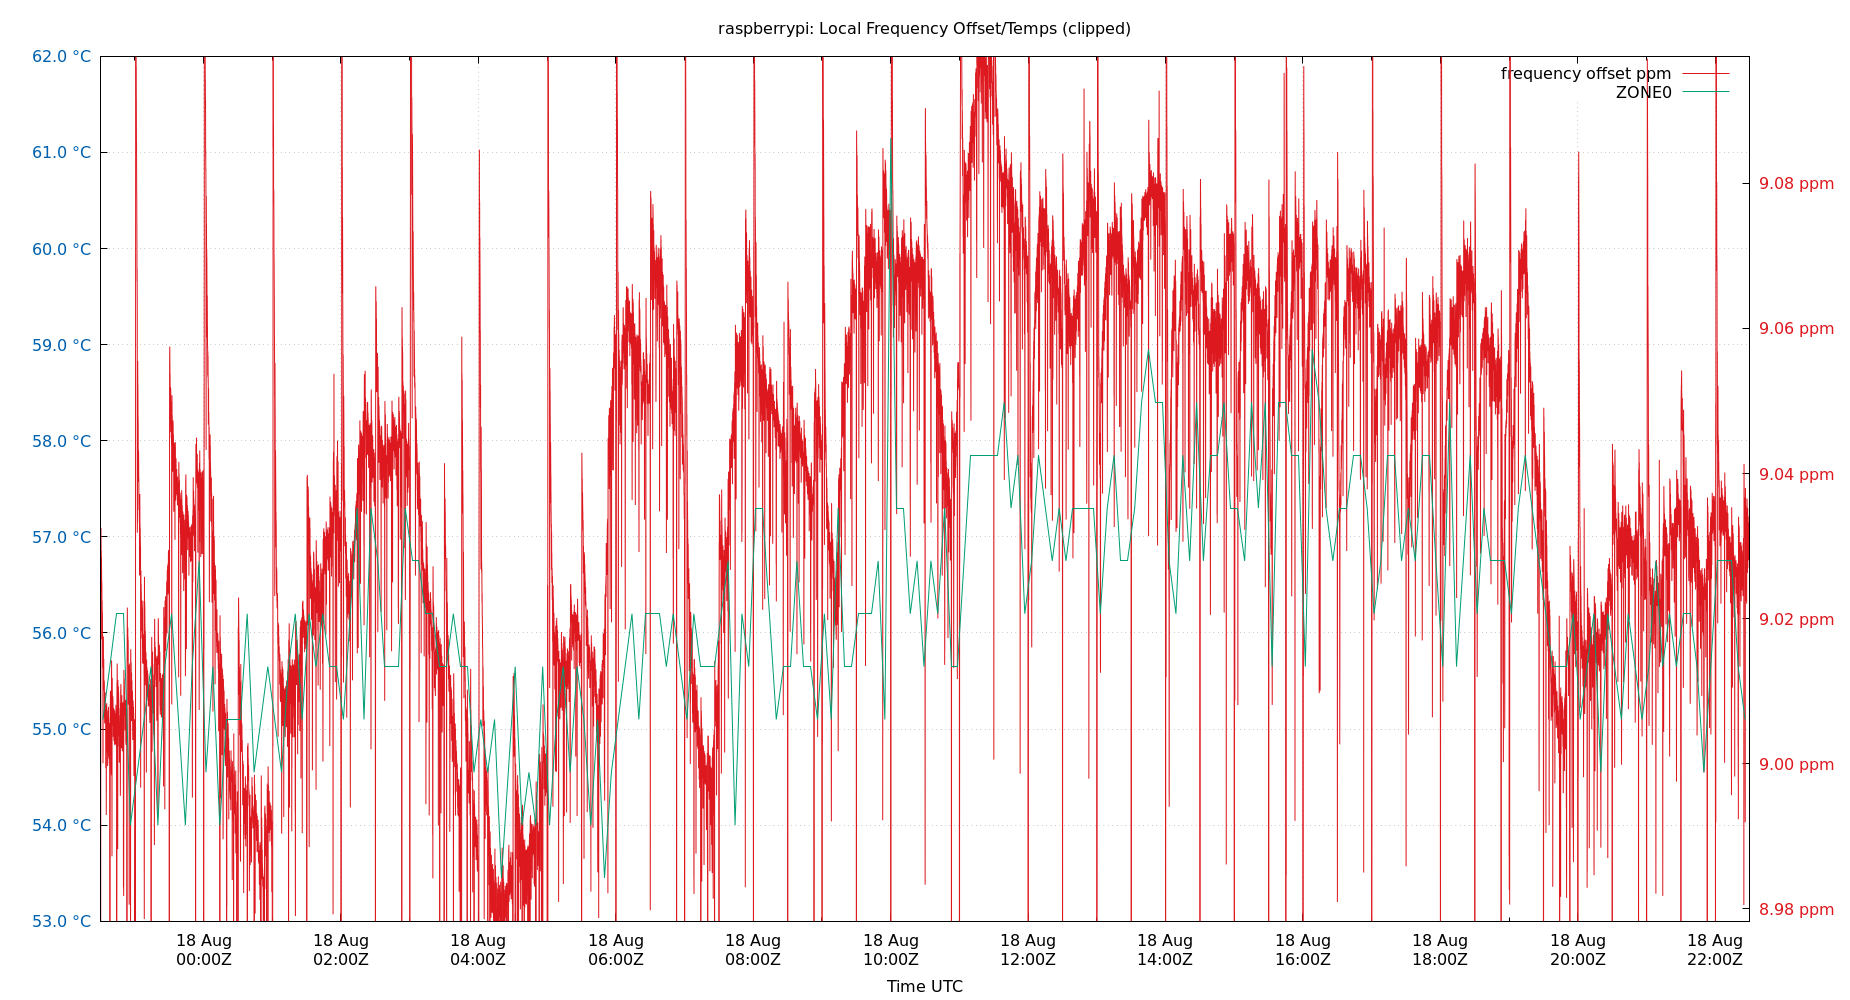 raspberrypi: Local Frequency Offset/Temps (clipped)
frequency offset ppm
ZONE0
62.0 °C
61.0 °C
60.0 °C
59.0 °C
58.0 °C
57.0 °C
56.0 °C
55.0 °C
54.0 °C
53.0 °C
9.08 ppm
9.06 ppm
9.04 ppm
9.02 ppm
9.00 ppm
8.98 ppm
18 Aug 18 Aug 18 Aug 18 Aug 18 Aug 18 Aug 18 Aug 18 Aug 18 Aug 18 Aug 18 Aug 18 Aug
00:00Z 02:00Z 04:00Z 06:00Z 08:00Z 10:00Z 12:00Z 14:00Z 16:00Z 18:00Z 20:00Z 22:00Z
Time UTC